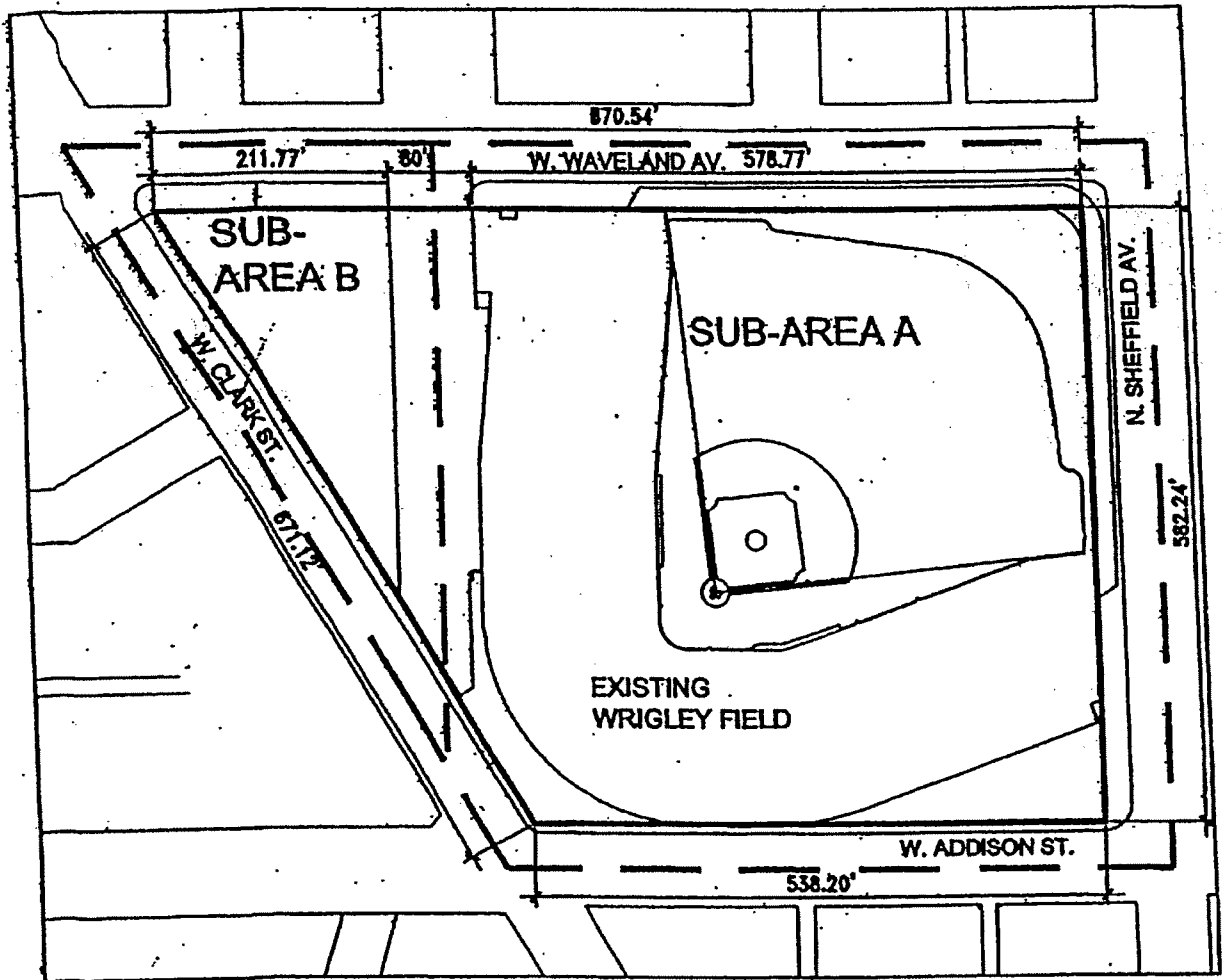 870.54'
211.77'
80'
W. WAVELAND AV.
578.77'
SUB-
AREA B
SUB-AREA A
N. SHEFFIELD AV.
W. CLARK ST.
671.12'
582.24'
EXISTING
WRIGLEY FIELD
W. ADDISON ST.
538.20'